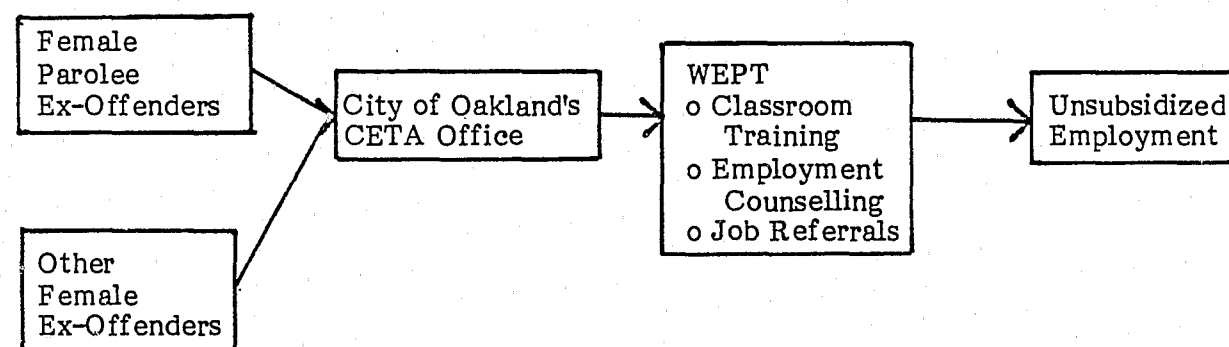 Female
Parolee
Ex-Offenders
Other
Female
Ex-Offenders
City of Oakland's
CETA Office
WEPT
o Classroom
Training
o Employment
Counselling
o Job Referrals
Unsubsidized
Employment